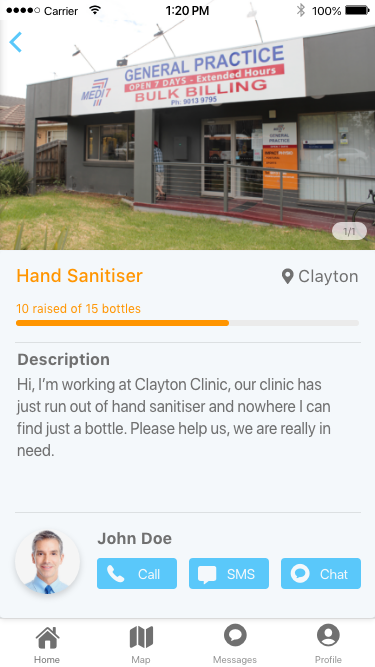 Carrier 1:20 PM 100%
GENERAL PRACTICE
MEDI7
OPEN 7 DAYS - Extended Hours
BULK BILLING
Ph: 9013 9795
GENERAL
PRACTICE
1/1
Hand Sanitiser Clayton
10 raised of 15 bottles
Description
Hi, I'm working at Clayton Clinic, our clinic has
just run out of hand sanitiser and nowhere I can
find just a bottle. Please help us, we are really in
need.
John Doe
Call SMS Chat
Home Map Messages Profile